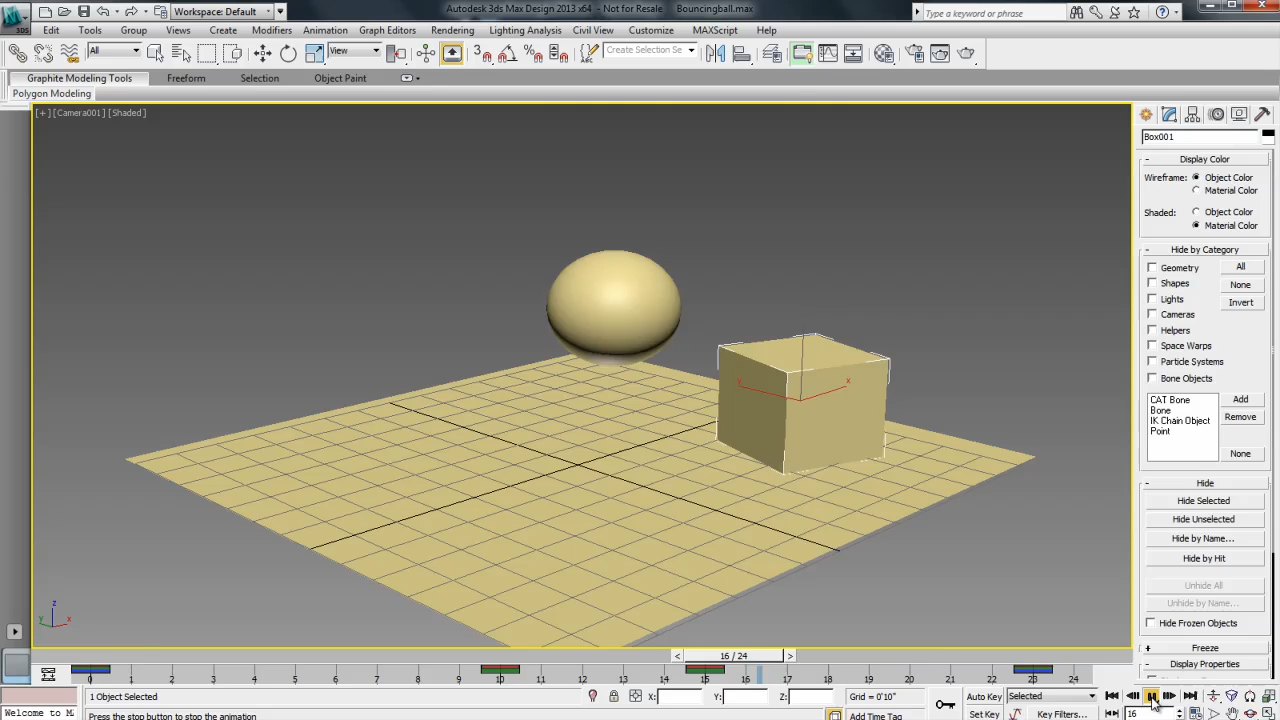 Workspace: Default
Autodesk 3ds Max Design 2013 x64 - Not for Resale Bouncingball.max
Type a keyword or phrase
3DS
Edit Tools Group Views Create Modifiers Animation Graph Editors Rendering Lighting Analysis Civil View Customize MAXScript Help
All View 3 % Create Selection Se
Graphite Modeling Tools Freeform Selection Object Paint
Polygon Modeling
[ + ] [Camera001 ] [Shaded ]
Box001
- Display Color
Wireframe: Object Color
Material Color
Shaded: Object Color
Material Color
- Hide by Category
Geometry All
Shapes None
Lights Invert
Cameras
Helpers
Space Warps
Particle Systems
Bone Objects
CAT Bone Add
Bone
IK Chain Object Remove
Point
None
- Hide
Hide Selected
Hide Unselected
Hide by Name...
Hide by Hit
Unhide All
Unhide by Name...
Hide Frozen Objects
+ Freeze
- Display Properties
x
x
z
y x
< 16 / 24 >
0 1 2 3 4 5 6 7 8 9 10 11 12 13 14 15 16 17 18 19 20 21 22 23 24
1 Object Selected X: Y: Z: Grid = 0'10" Auto Key Selected
Welcome to M Press the stop button to stop the animation Add Time Tag Set Key Key Filters... 16